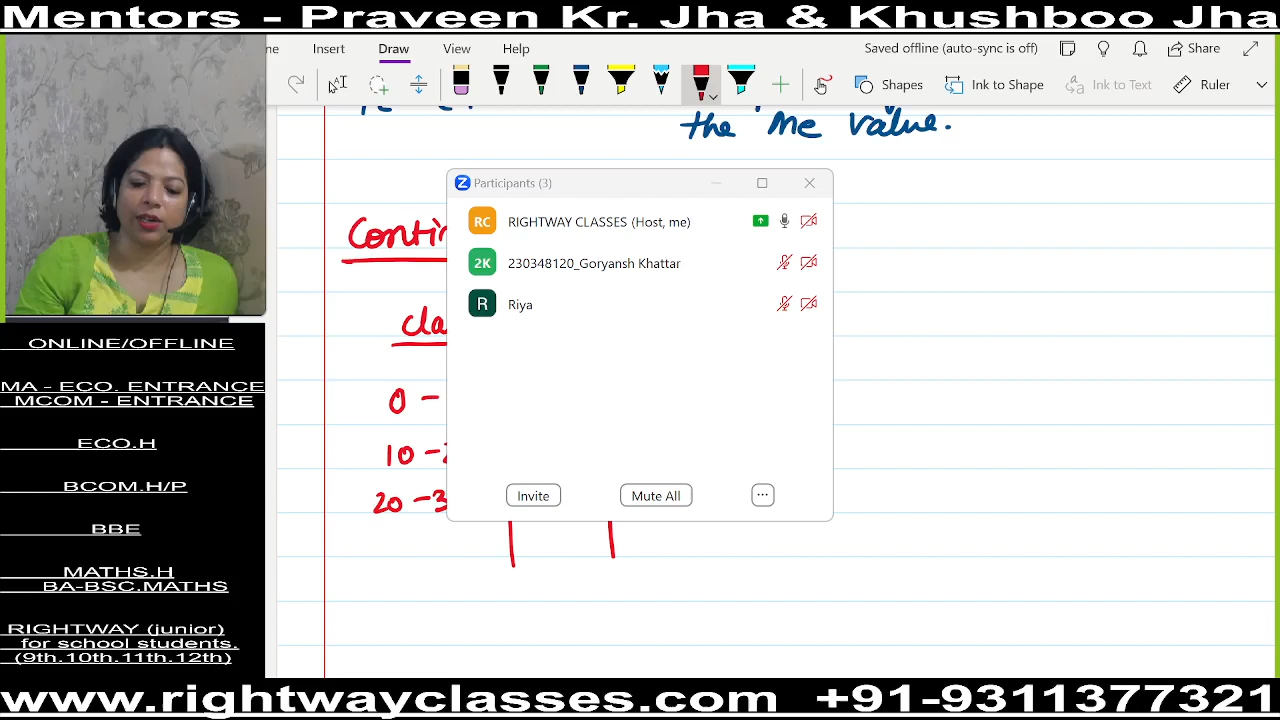 Mentors - Praveen Kr. Jha & Khushboo Jha
Insert Draw View Help
Saved offline (auto-sync is off) Share
Shapes Ink to Shape Ink to Text Ruler
the Me value.
Participants (3)
RC RIGHTWAY CLASSES (Host, me)
2K 230348120_Goryansh Khattar
R Riya
Invite Mute All ...
0 -
10 -
20 -3
ONLINE/OFFLINE
MA - ECO. ENTRANCE
MCOM - ENTRANCE
ECO.H
BCOM.H/P
BBE
MATHS.H
BA-BSC.MATHS
RIGHTWAY (junior)
for school students.
(9th.10th.11th.12th)
www.rightwayclasses.com +91-9311377321